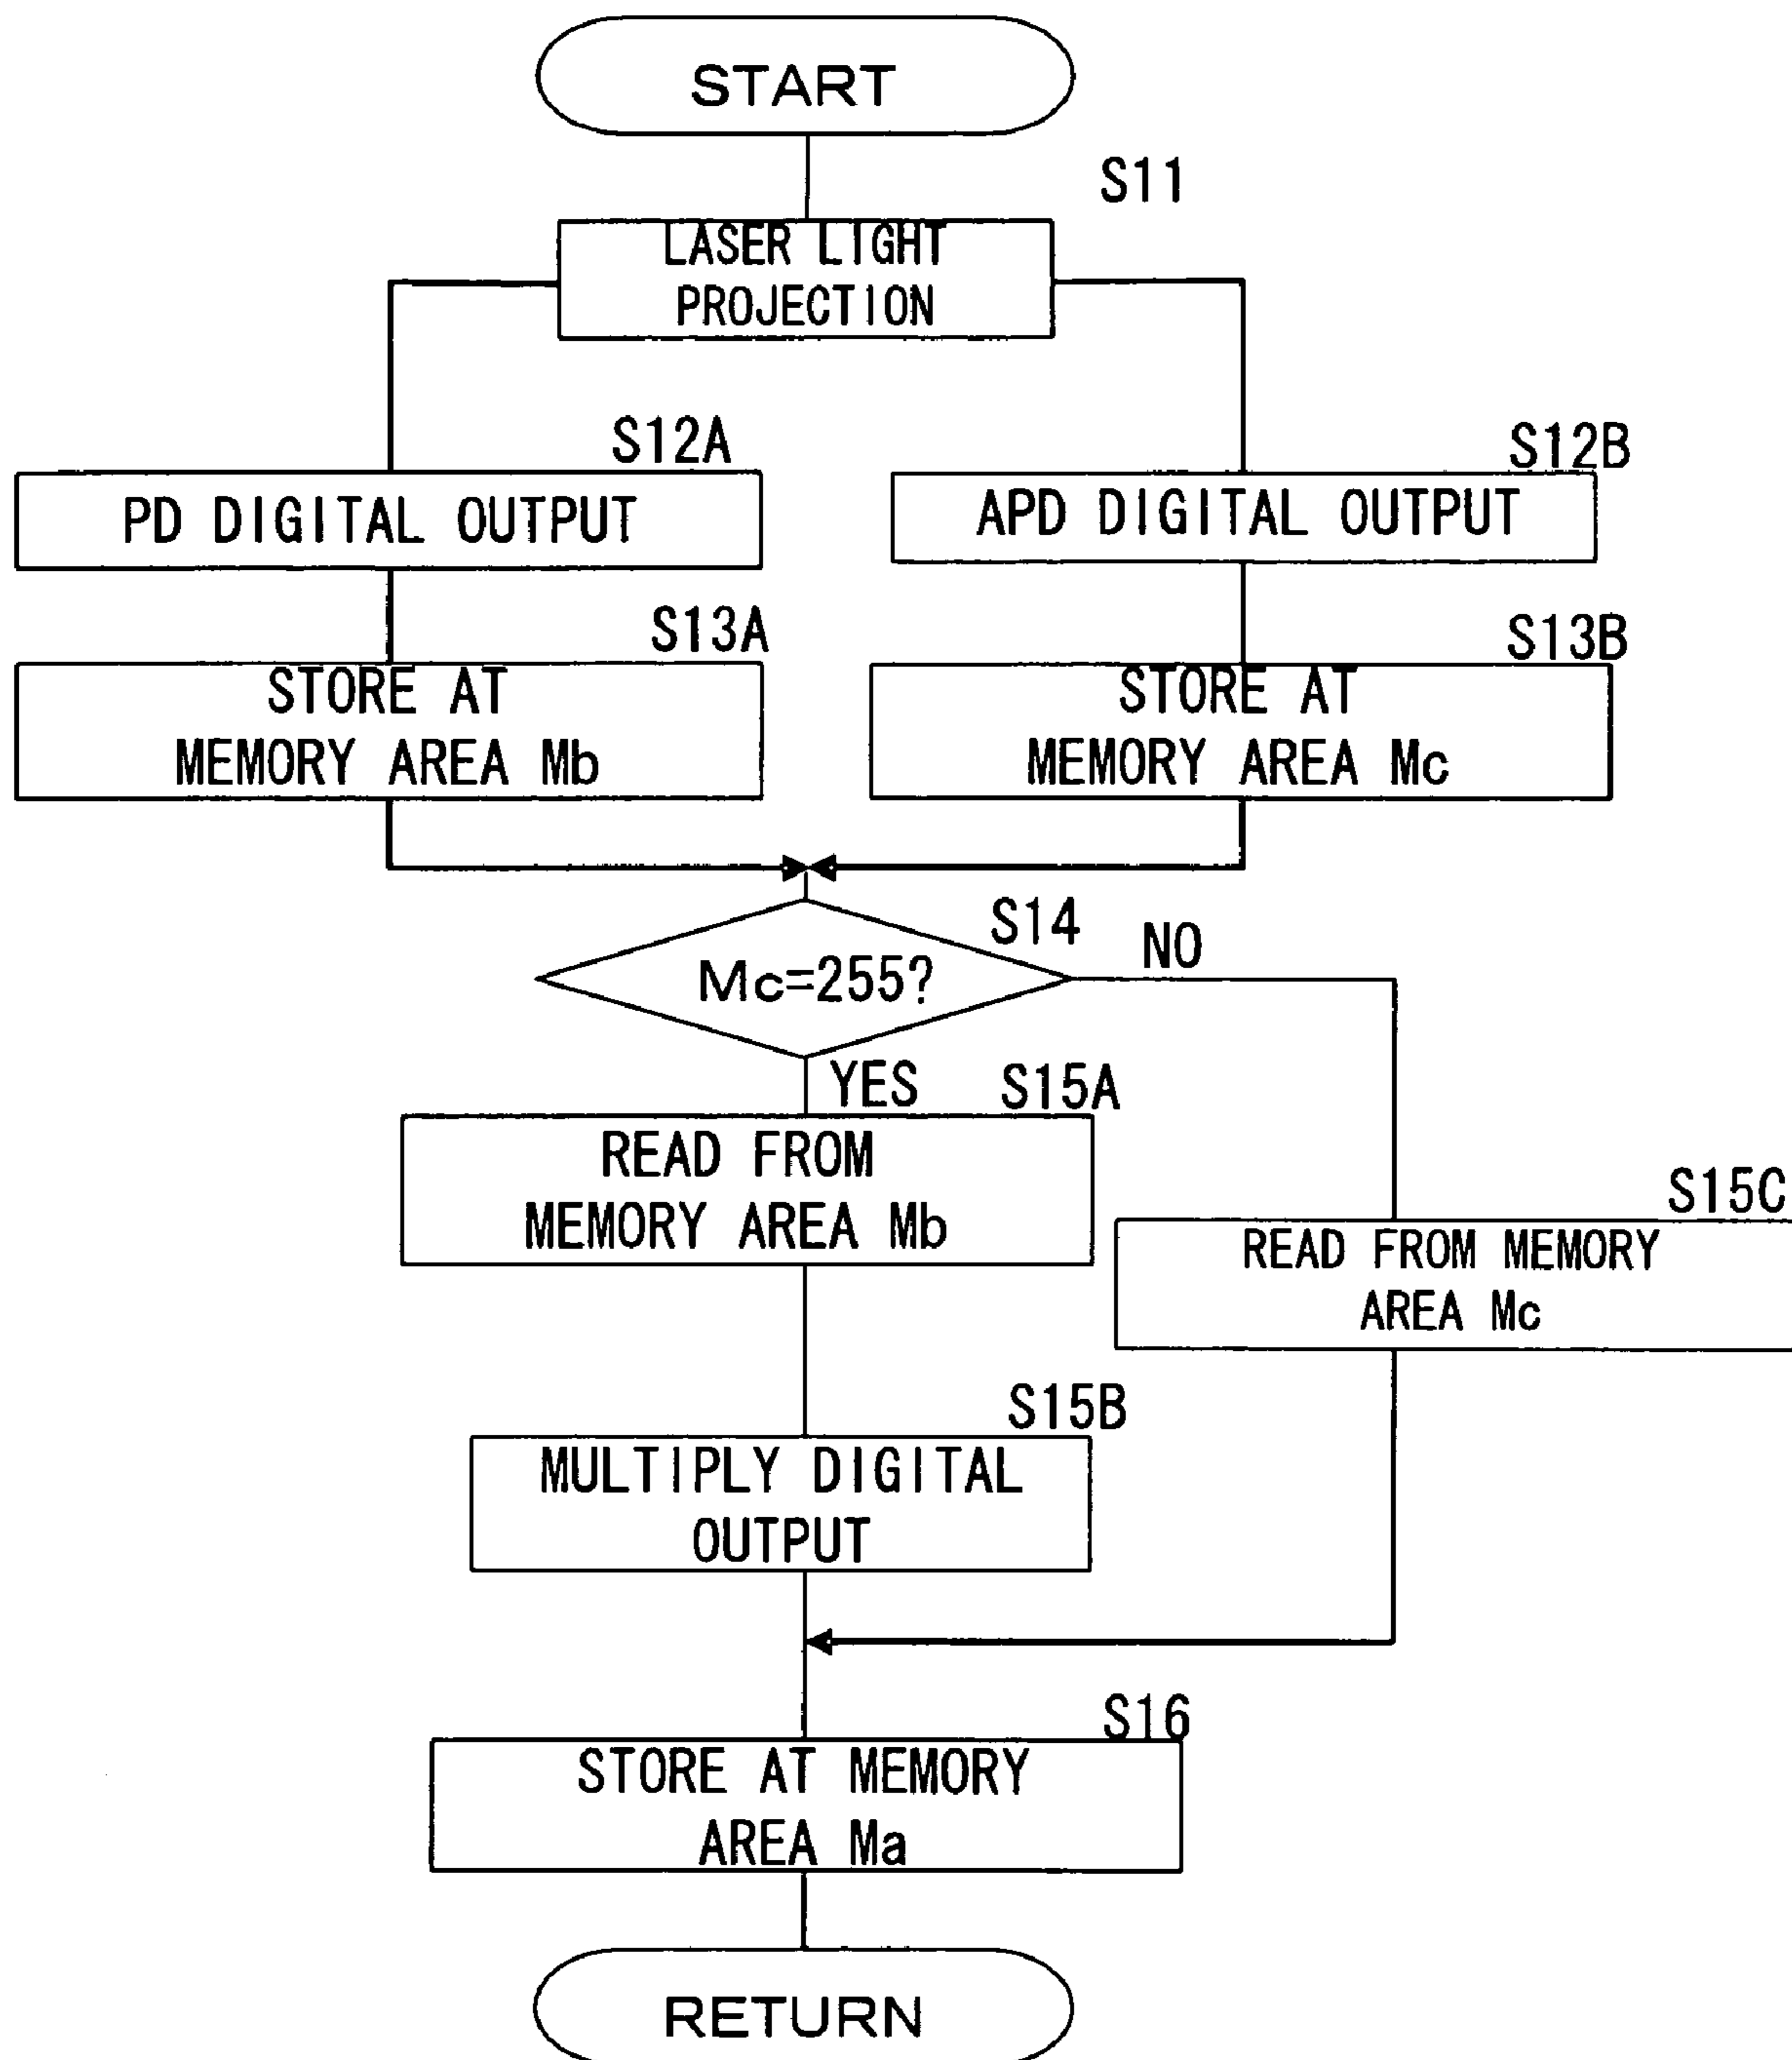 START
S11
LASER LIGHT
PROJECTION
S12A
PD DIGITAL OUTPUT
S12B
APD DIGITAL OUTPUT
S13A
STORE AT
MEMORY AREA Mb
S13B
STORE AT
MEMORY AREA Mc
S14
Mc=255?
NO
YES
S15A
READ FROM
MEMORY AREA Mb
S15C
READ FROM MEMORY
AREA Mc
S15B
MULTIPLY DIGITAL
OUTPUT
S16
STORE AT MEMORY
AREA Ma
RETURN